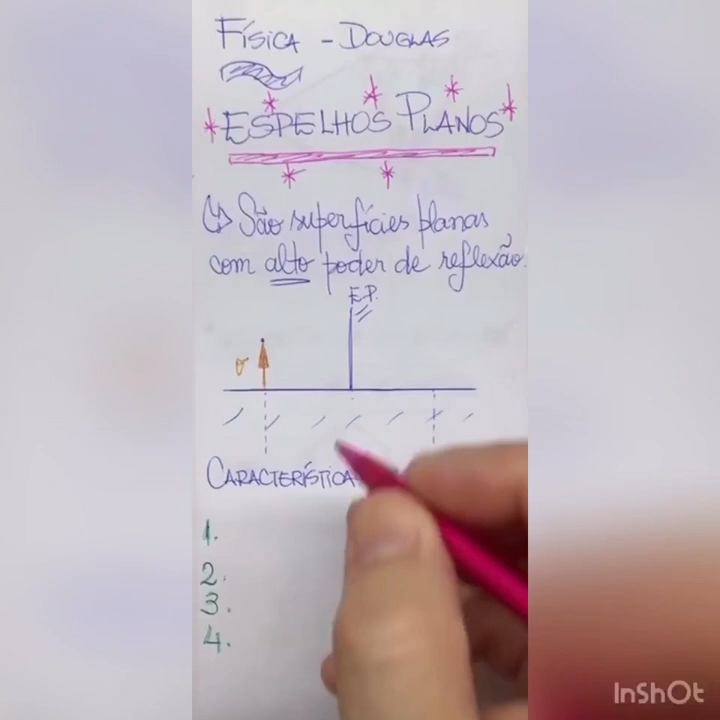 FÍSICA - DOUGLAS
ESPELHOS PLANOS
São superfícies planas
com alto poder de reflexão.
E.P.
σ
CARACTERÍSTICA
1.
2.
3.
4.
InShOt